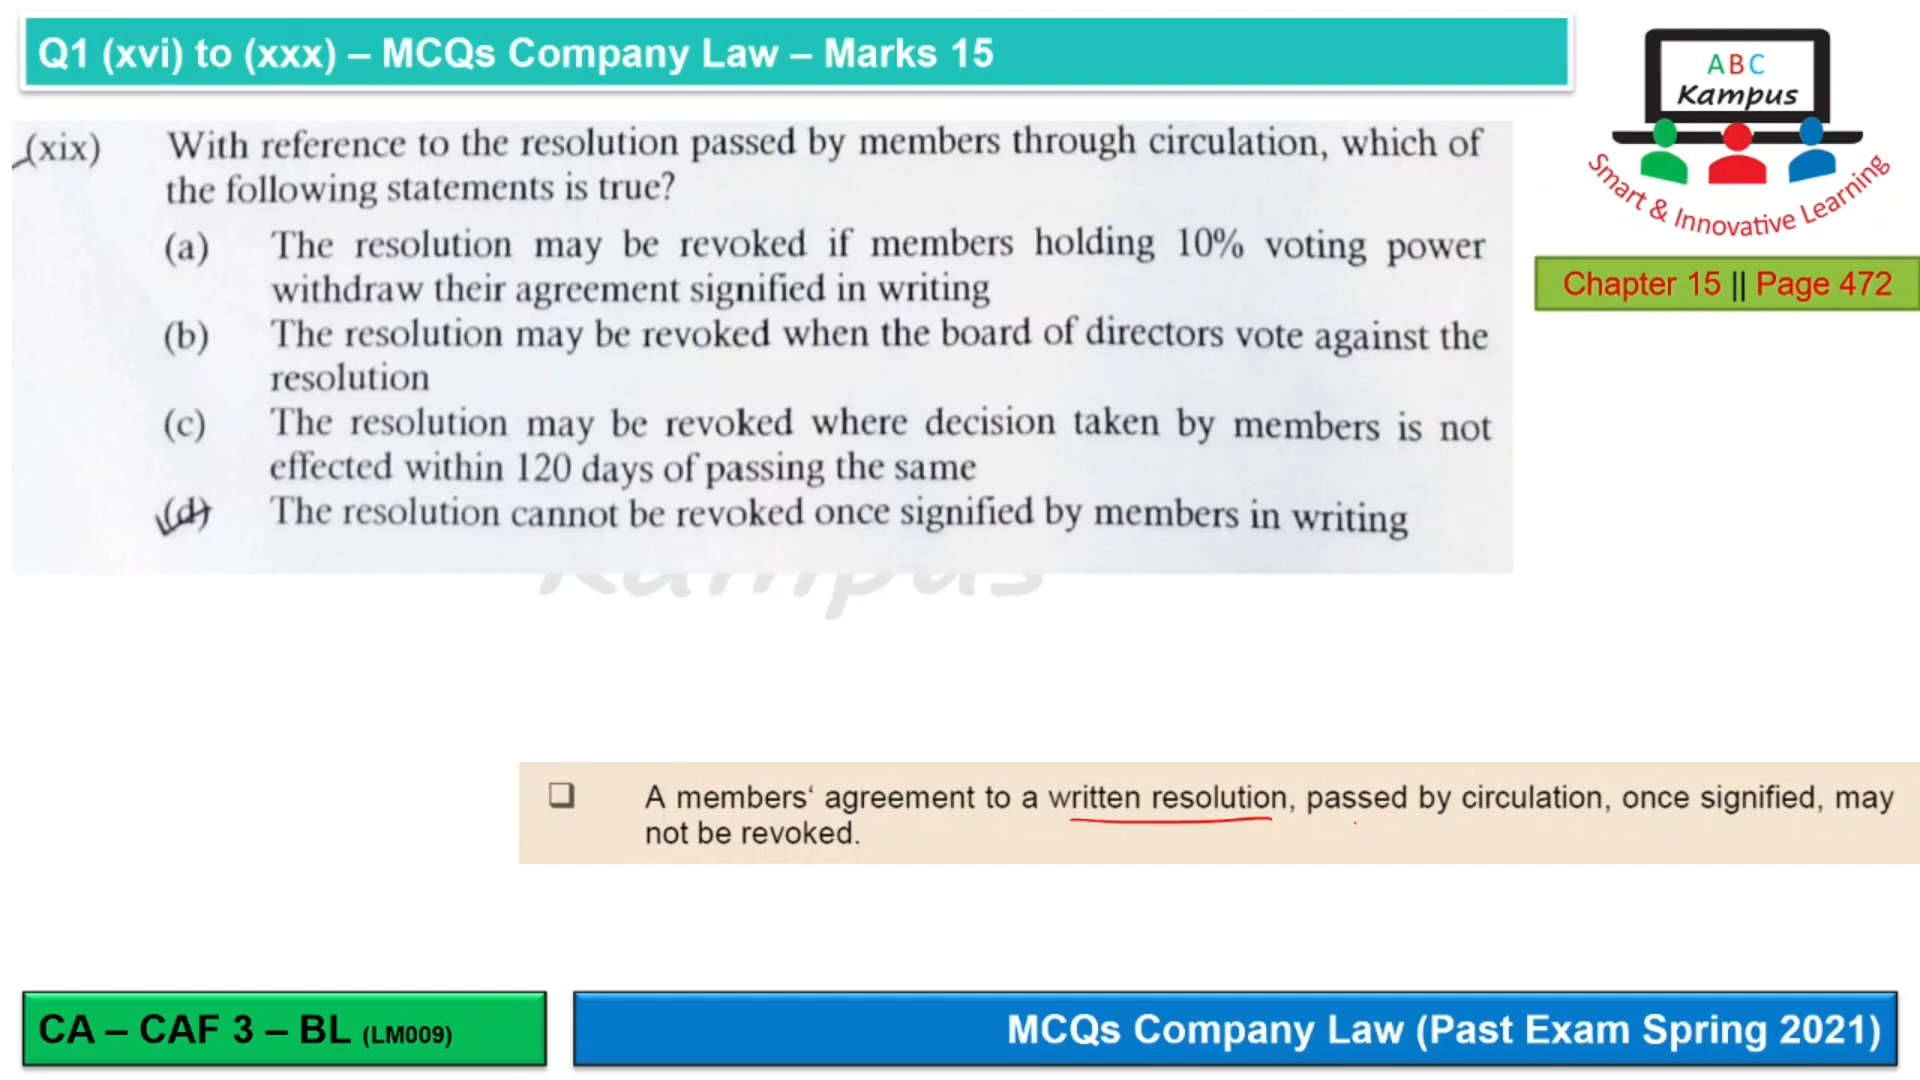 Q1 (xvi) to (xxx) – MCQs Company Law – Marks 15
ABC
Kampus
Smart & Innovative Learning
Chapter 15 || Page 472
(xix) With reference to the resolution passed by members through circulation, which of
the following statements is true?
(a) The resolution may be revoked if members holding 10% voting power
withdraw their agreement signified in writing
(b) The resolution may be revoked when the board of directors vote against the
resolution
(c) The resolution may be revoked where decision taken by members is not
effected within 120 days of passing the same
(d) The resolution cannot be revoked once signified by members in writing
Kampus
❑ A members‘ agreement to a written resolution, passed by circulation, once signified, may
not be revoked.
CA – CAF 3 – BL (LM009)
MCQs Company Law (Past Exam Spring 2021)